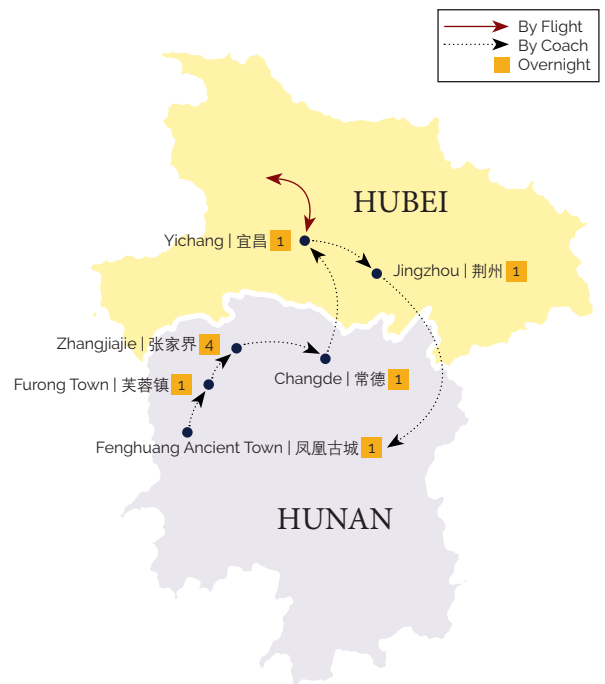 By Flight
By Coach
Overnight
HUBEI
Yichang | 宜昌 1
Jingzhou | 荆州 1
Zhangjiajie | 张家界 4
Changde | 常德 1
Furong Town | 芙蓉镇 1
Fenghuang Ancient Town | 凤凰古城 1
HUNAN